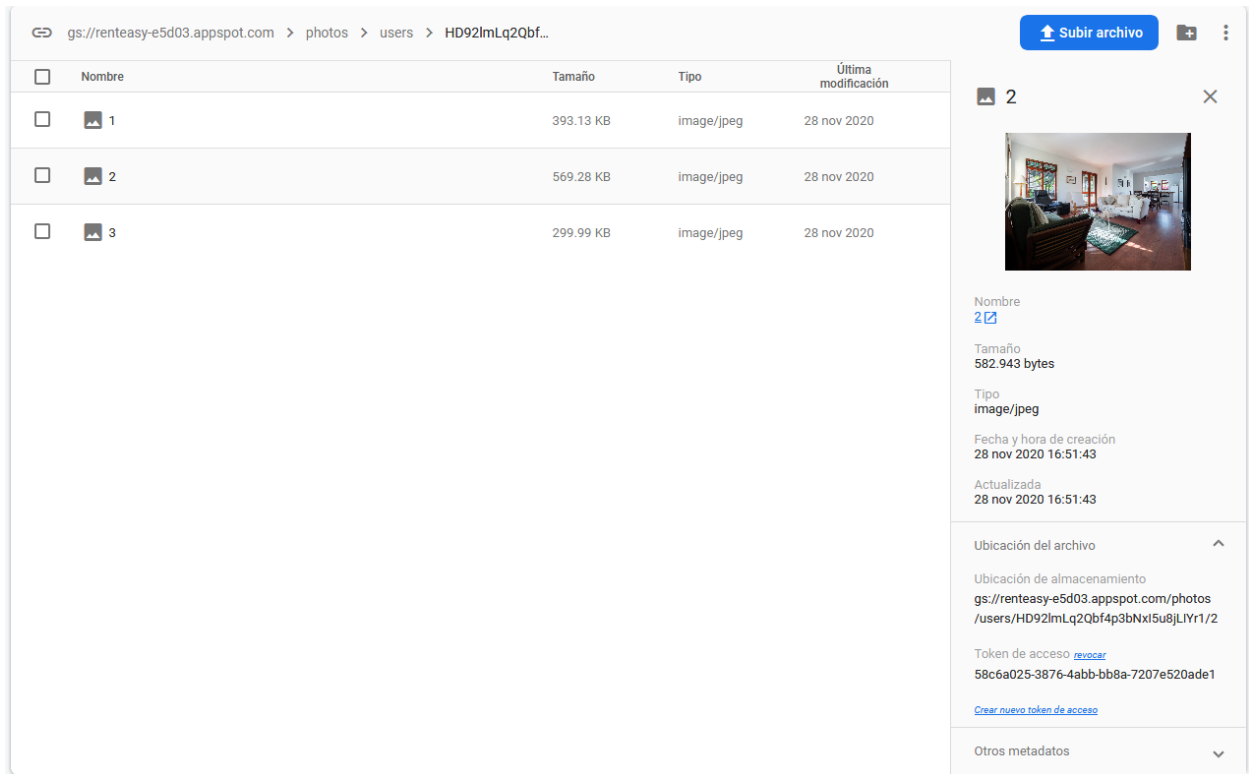 gs://renteasy-e5d03.appspot.com > photos > users > HD92lmLq2Qbf…
Subir archivo
Nombre Tamaño Tipo Última modificación
1 393.13 KB image/jpeg 28 nov 2020
2 569.28 KB image/jpeg 28 nov 2020
3 299.99 KB image/jpeg 28 nov 2020
2
Nombre
2
Tamaño
582.943 bytes
Tipo
image/jpeg
Fecha y hora de creación
28 nov 2020 16:51:43
Actualizada
28 nov 2020 16:51:43
Ubicación del archivo
Ubicación de almacenamiento
gs://renteasy-e5d03.appspot.com/photos
/users/HD92lmLq2Qbf4p3bNxI5u8jLIYr1/2
Token de acceso revocar
58c6a025-3876-4abb-bb8a-7207e520ade1
Crear nuevo token de acceso
Otros metadatos